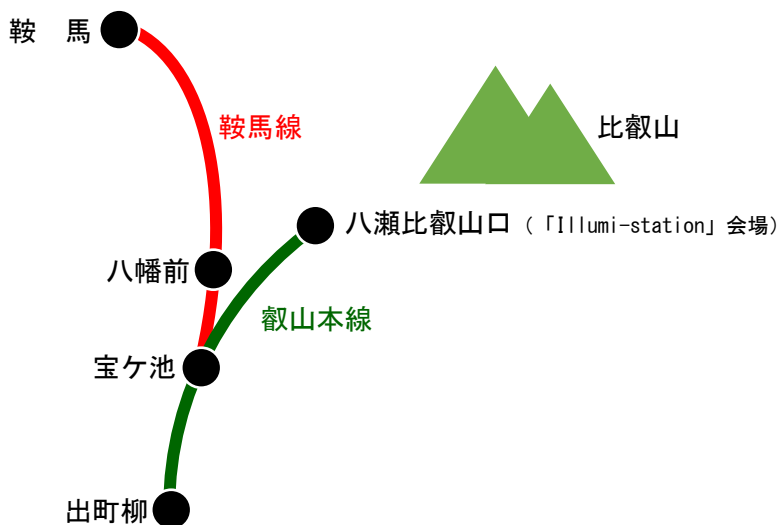 鞍　馬
鞍馬線
比叡山
八瀬比叡山口（「Illumi-station」会場）
八幡前
叡山本線
宝ケ池
出町柳